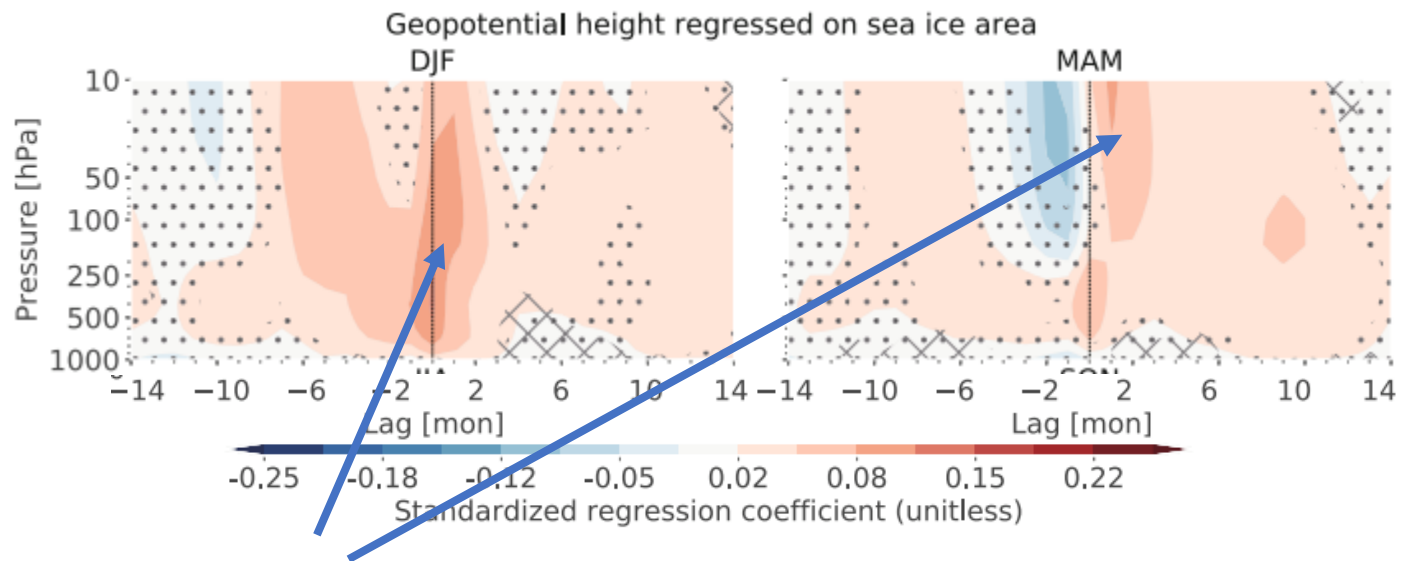 Geopotential height regressed on sea ice area
DJF MAM
Pressure [hPa]
10
50
100
250
500
1000
JJA SON
−14 −10 −6 −2 2 6 10 14 −14 −10 −6 −2 2 6 10 14
Lag [mon] Lag [mon]
-0.25 -0.18 -0.12 -0.05 0.02 0.08 0.15 0.22
Standardized regression coefficient (unitless)